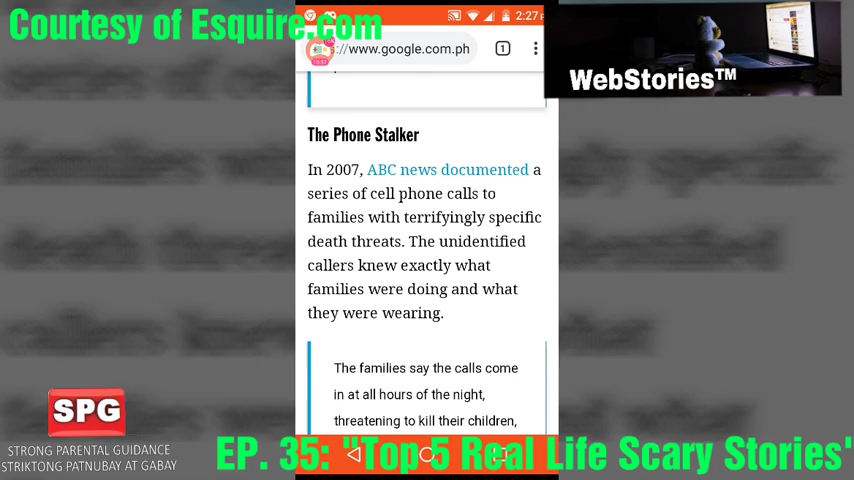 Courtesy of Esquire.com
2:27
://www.google.com.ph
1
WebStories™
The Phone Stalker
In 2007, ABC news documented a
series of cell phone calls to
families with terrifyingly specific
death threats. The unidentified
callers knew exactly what
families were doing and what
they were wearing.
The families say the calls come
in at all hours of the night,
threatening to kill their children,
SPG
STRONG PARENTAL GUIDANCE
STRIKTONG PATNUBAY AT GABAY
EP. 35: "Top 5 Real Life Scary Stories"